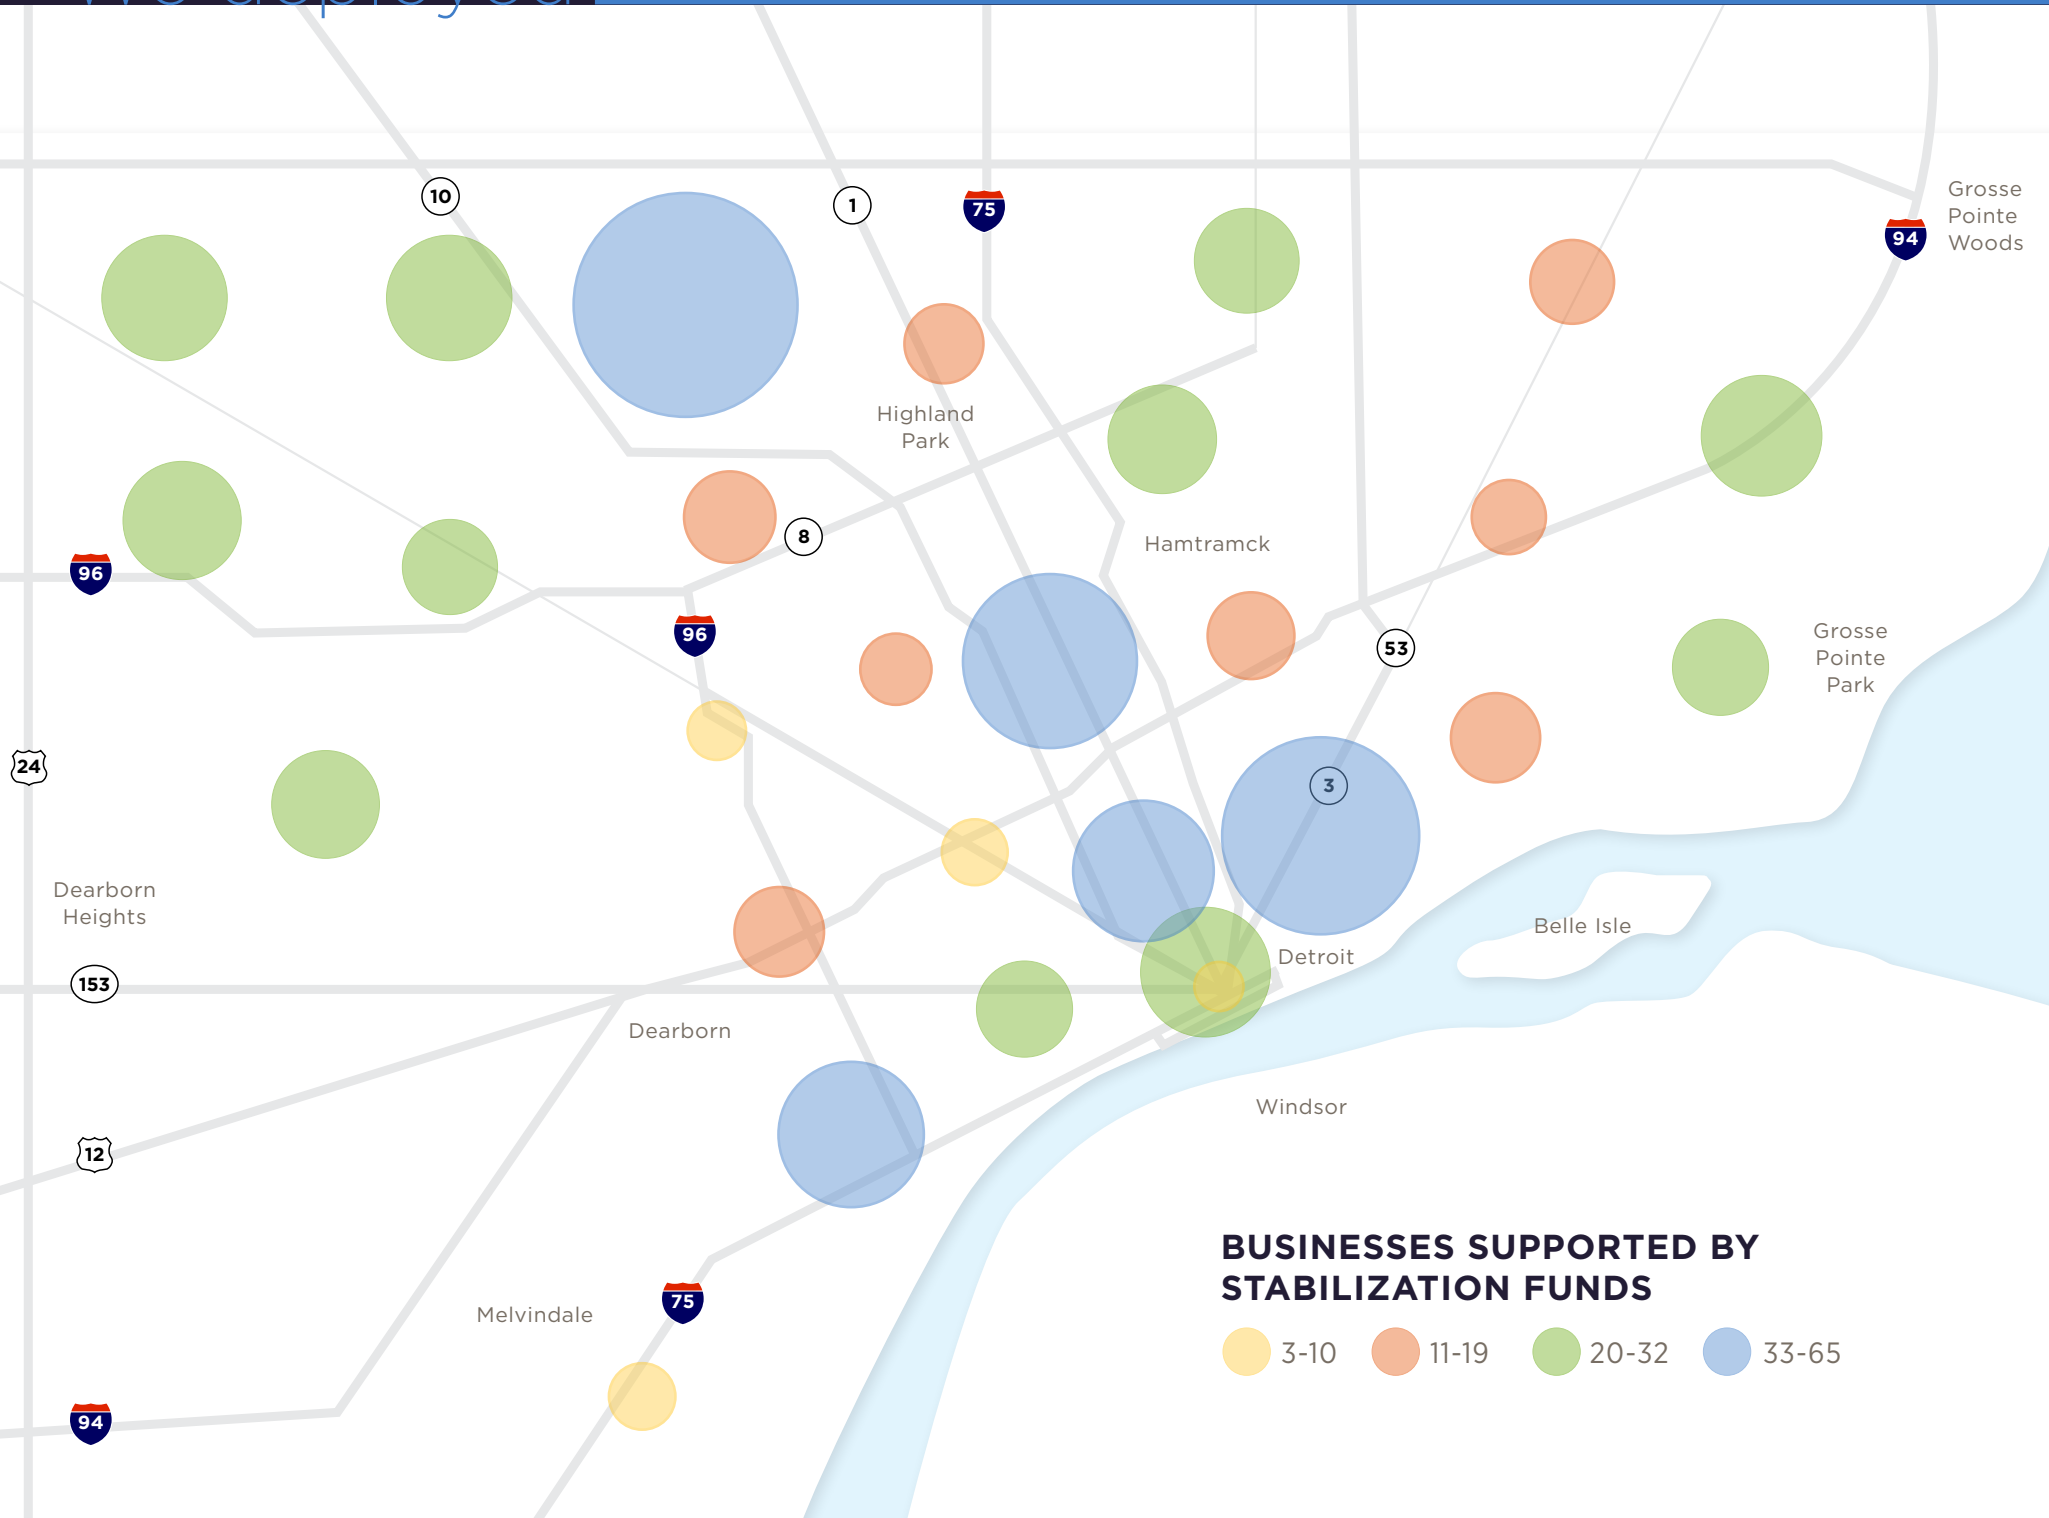 We deployed
10
1
75
Grosse
Pointe
Woods
94
Highland
Park
8
Hamtramck
96
96
53
Grosse
Pointe
Park
24
3
Dearborn
Heights
Belle Isle
Detroit
153
Dearborn
Windsor
12
BUSINESSES SUPPORTED BY
STABILIZATION FUNDS
75
Melvindale
3-10 11-19 20-32 33-65
94